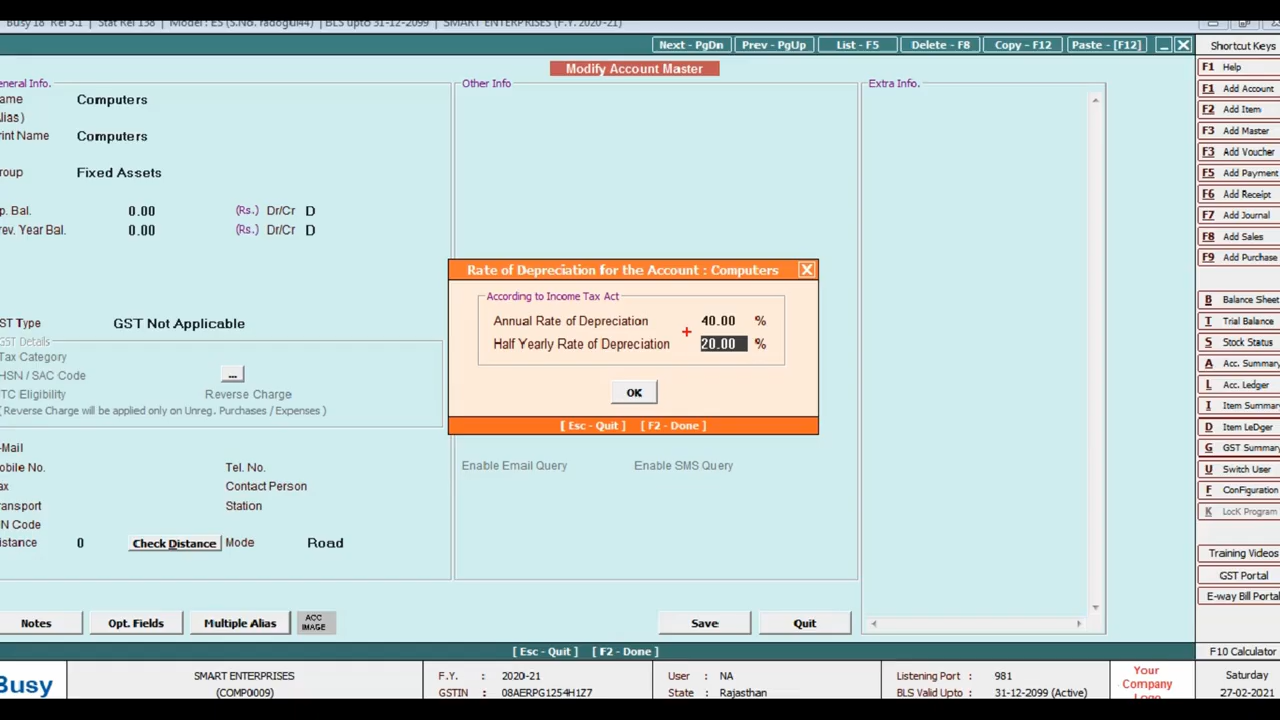 Busy 18 Rel 5.1 | Stat Rel 138 | Model : ES (S.No. radogul44) | BLS upto 31-12-2099 | SMART ENTERPRISES (F.Y. 2020-21)
Next - PgDn Prev - PgUp List - F5 Delete - F8 Copy - F12 Paste - [F12]
Shortcut Keys
Modify Account Master
F1 Help
F1 Add Account
F2 Add Item
F3 Add Master
F3 Add Voucher
F5 Add Payment
F6 Add Receipt
F7 Add Journal
F8 Add Sales
F9 Add Purchase
B Balance Sheet
T Trial Balance
S Stock Status
A Acc. Summary
L Acc. Ledger
I Item Summar
D Item LeDger
G GST Summary
U Switch User
F ConFiguration
K LocK Program
Training Videos
GST Portal
E-way Bill Portal
F10 Calculator
eneral Info.
ame Computers
lias )
rint Name Computers
roup Fixed Assets
p. Bal. 0.00 (Rs.) Dr/Cr D
rev. Year Bal. 0.00 (Rs.) Dr/Cr D
ST Type GST Not Applicable
GST Details
Tax Category
HSN / SAC Code ...
TC Eligibility Reverse Charge
( Reverse Charge will be applied only on Unreg. Purchases / Expenses )
-Mail
obile No. Tel. No.
ax Contact Person
ransport Station
N Code
istance 0 Check Distance Mode Road
Other Info
Extra Info.
Rate of Depreciation for the Account : Computers X
According to Income Tax Act
Annual Rate of Depreciation 40.00 %
Half Yearly Rate of Depreciation 20.00 %
OK
[ Esc - Quit ] [ F2 - Done ]
Enable Email Query Enable SMS Query
Notes Opt. Fields Multiple Alias ACC IMAGE Save Quit
[ Esc - Quit ] [ F2 - Done ]
Busy
SMART ENTERPRISES
(COMP0009)
F.Y. : 2020-21
GSTIN : 08AERPG1254H1Z7
User : NA
State : Rajasthan
Listening Port : 981
BLS Valid Upto : 31-12-2099 (Active)
Your
Company
Logo
Saturday
27-02-2021